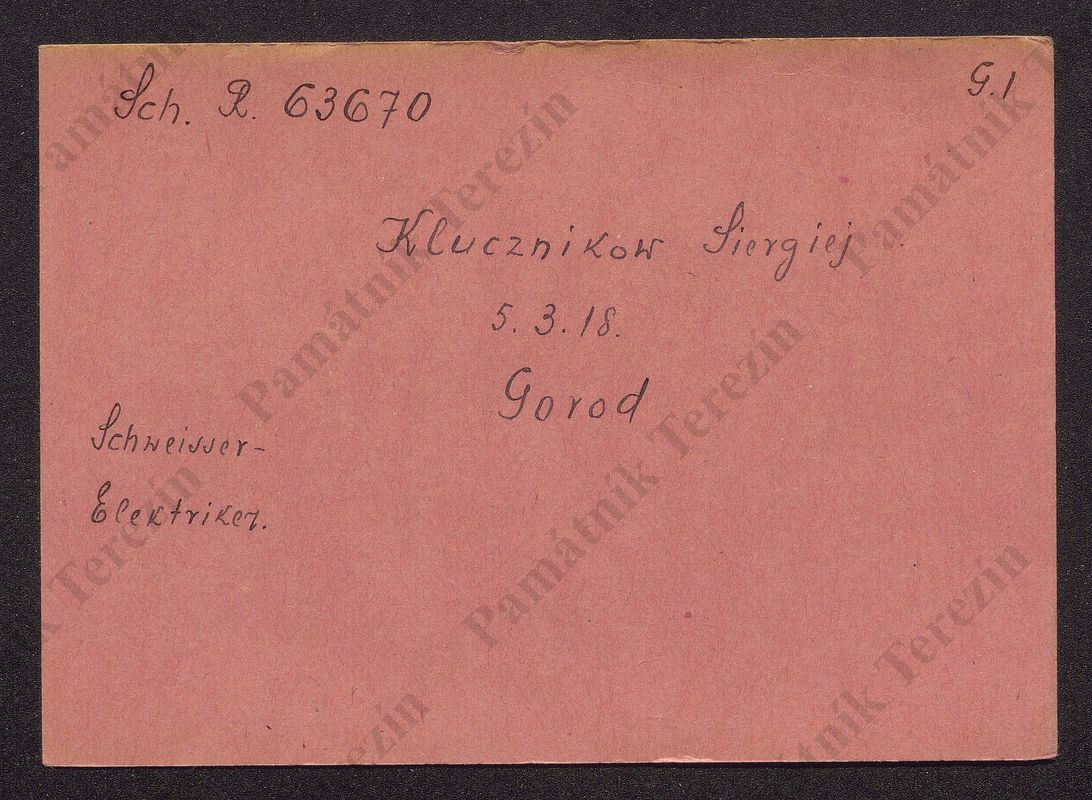 Sch. R. 63670
G.1
Klucznikow Siergiej
5.3.18.
Gorod
Schweisser-
Elektriker.
Památník Terezín